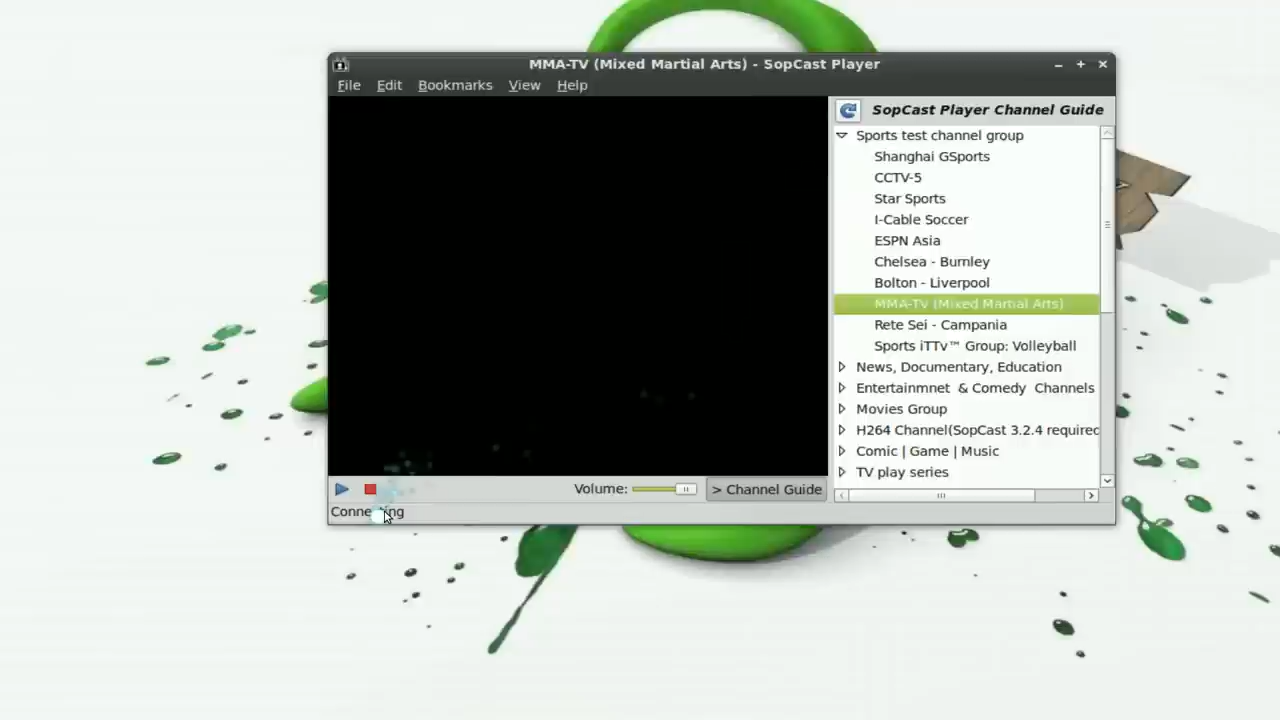 MMA-TV (Mixed Martial Arts) - SopCast Player
File Edit Bookmarks View Help
SopCast Player Channel Guide
Sports test channel group
Shanghai GSports
CCTV-5
Star Sports
I-Cable Soccer
ESPN Asia
Chelsea - Burnley
Bolton - Liverpool
MMA-TV (Mixed Martial Arts)
Rete Sei - Campania
Sports iTTv™ Group: Volleyball
News, Documentary, Education
Entertainmnet & Comedy Channels
Movies Group
H264 Channel(SopCast 3.2.4 required
Comic | Game | Music
TV play series
Volume: > Channel Guide
Connecting